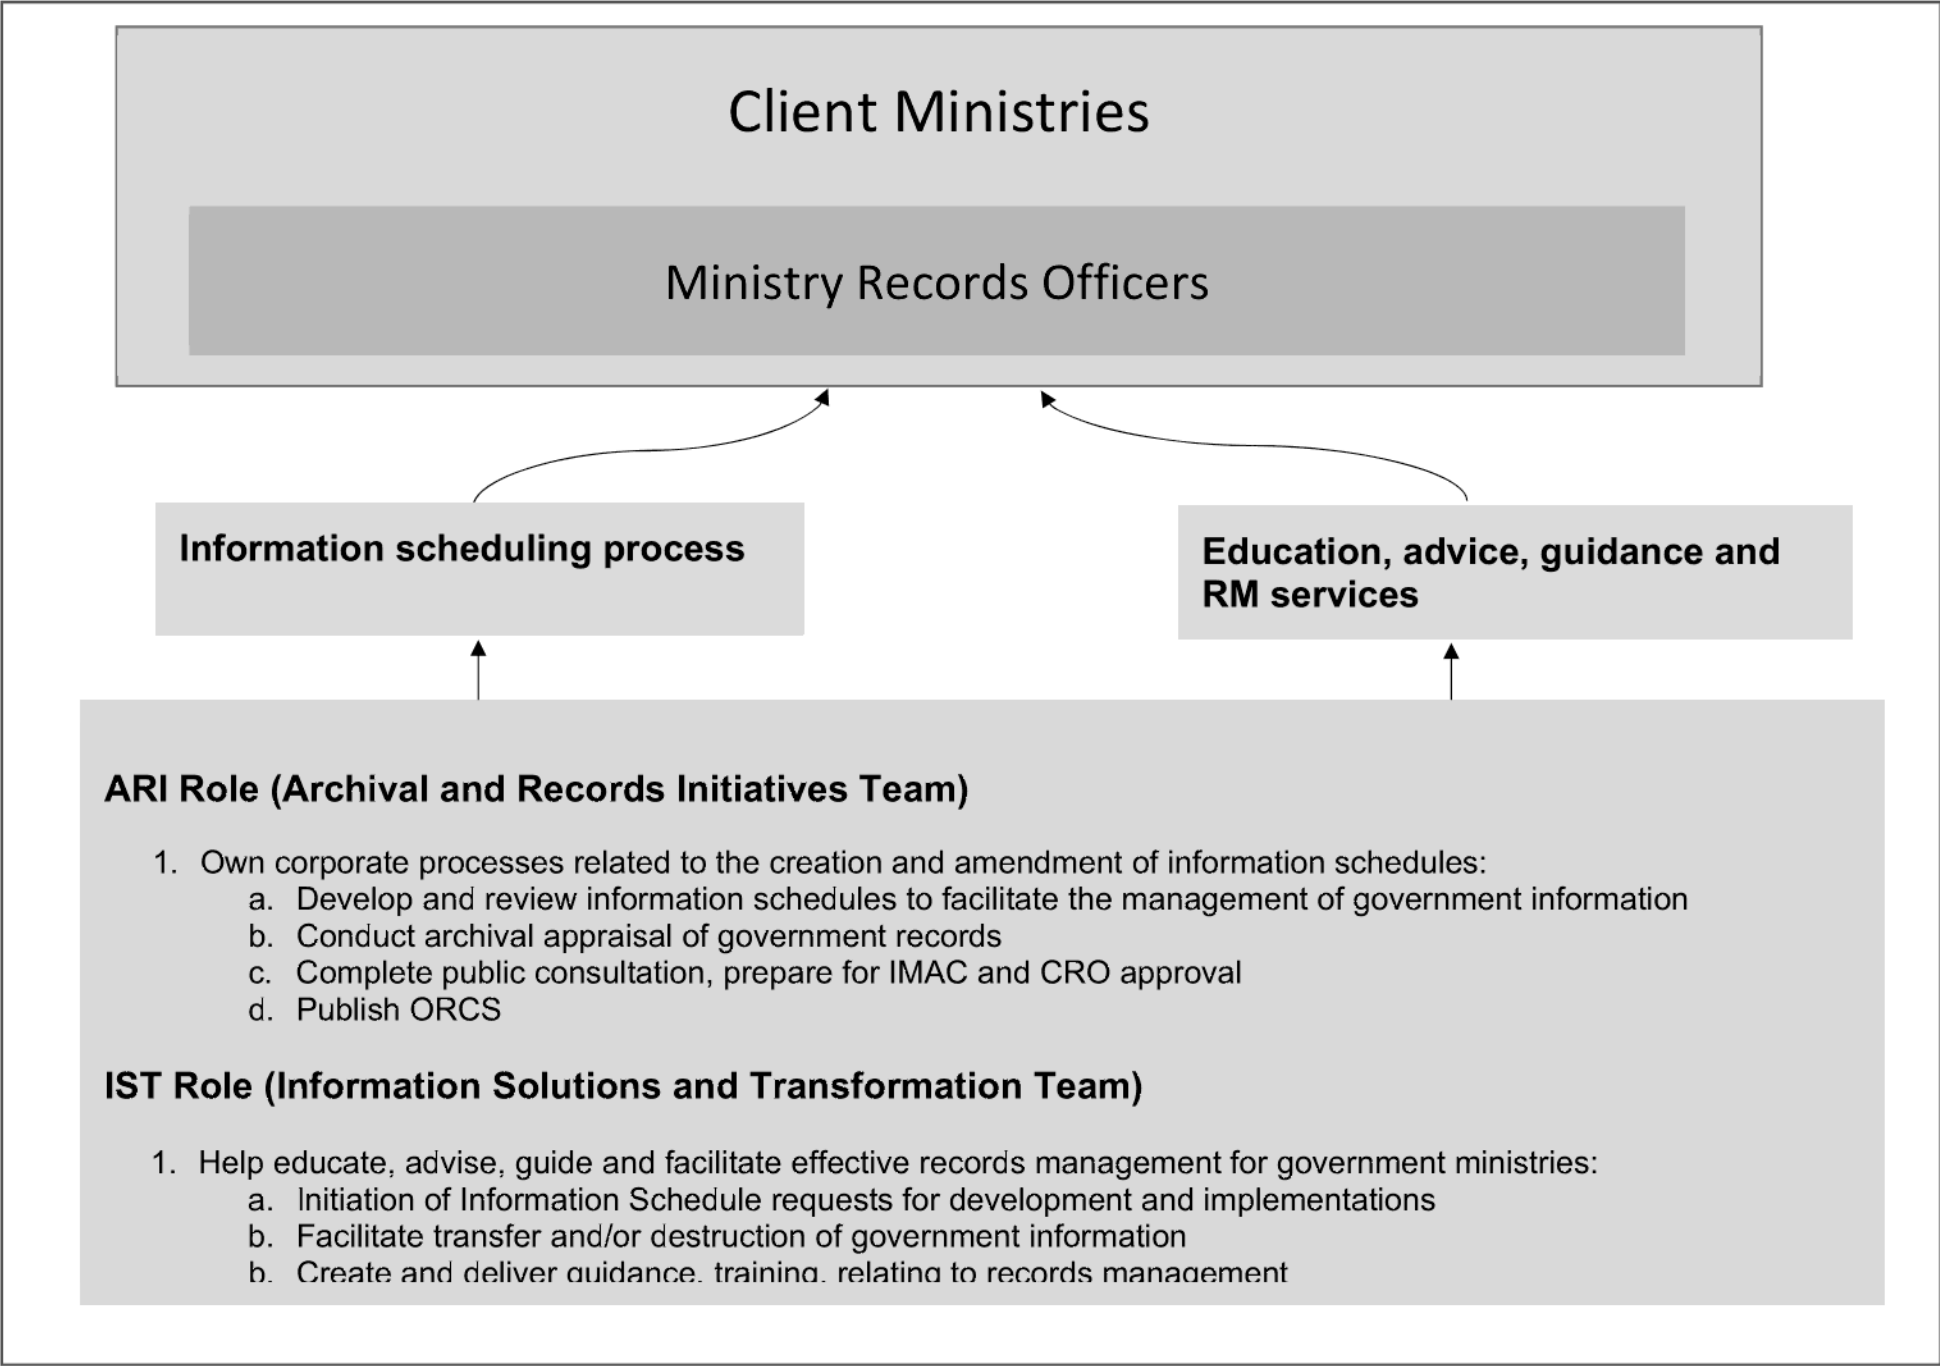 Client Ministries
Ministry Records Officers
Information scheduling process
Education, advice, guidance and
RM services
ARI Role (Archival and Records Initiatives Team)
1. Own corporate processes related to the creation and amendment of information schedules:
a. Develop and review information schedules to facilitate the management of government information
b. Conduct archival appraisal of government records
c. Complete public consultation, prepare for IMAC and CRO approval
d. Publish ORCS
IST Role (Information Solutions and Transformation Team)
1. Help educate, advise, guide and facilitate effective records management for government ministries:
a. Initiation of Information Schedule requests for development and implementations
b. Facilitate transfer and/or destruction of government information
b. Create and deliver guidance, training, relating to records management